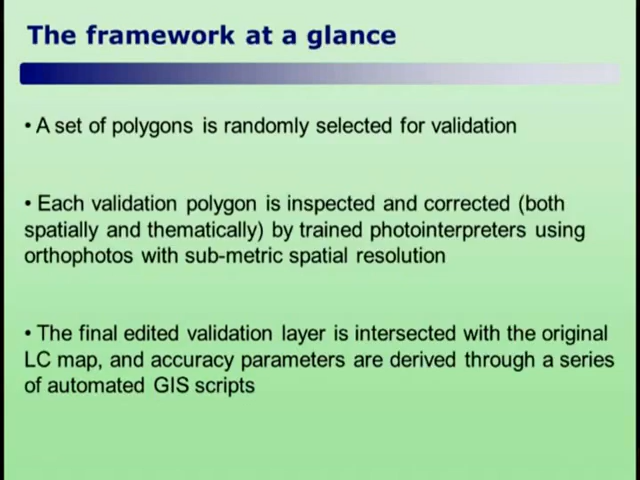 The framework at a glance
• A set of polygons is randomly selected for validation
• Each validation polygon is inspected and corrected (both
spatially and thematically) by trained photointerpreters using
orthophotos with sub-metric spatial resolution
• The final edited validation layer is intersected with the original
LC map, and accuracy parameters are derived through a series
of automated GIS scripts